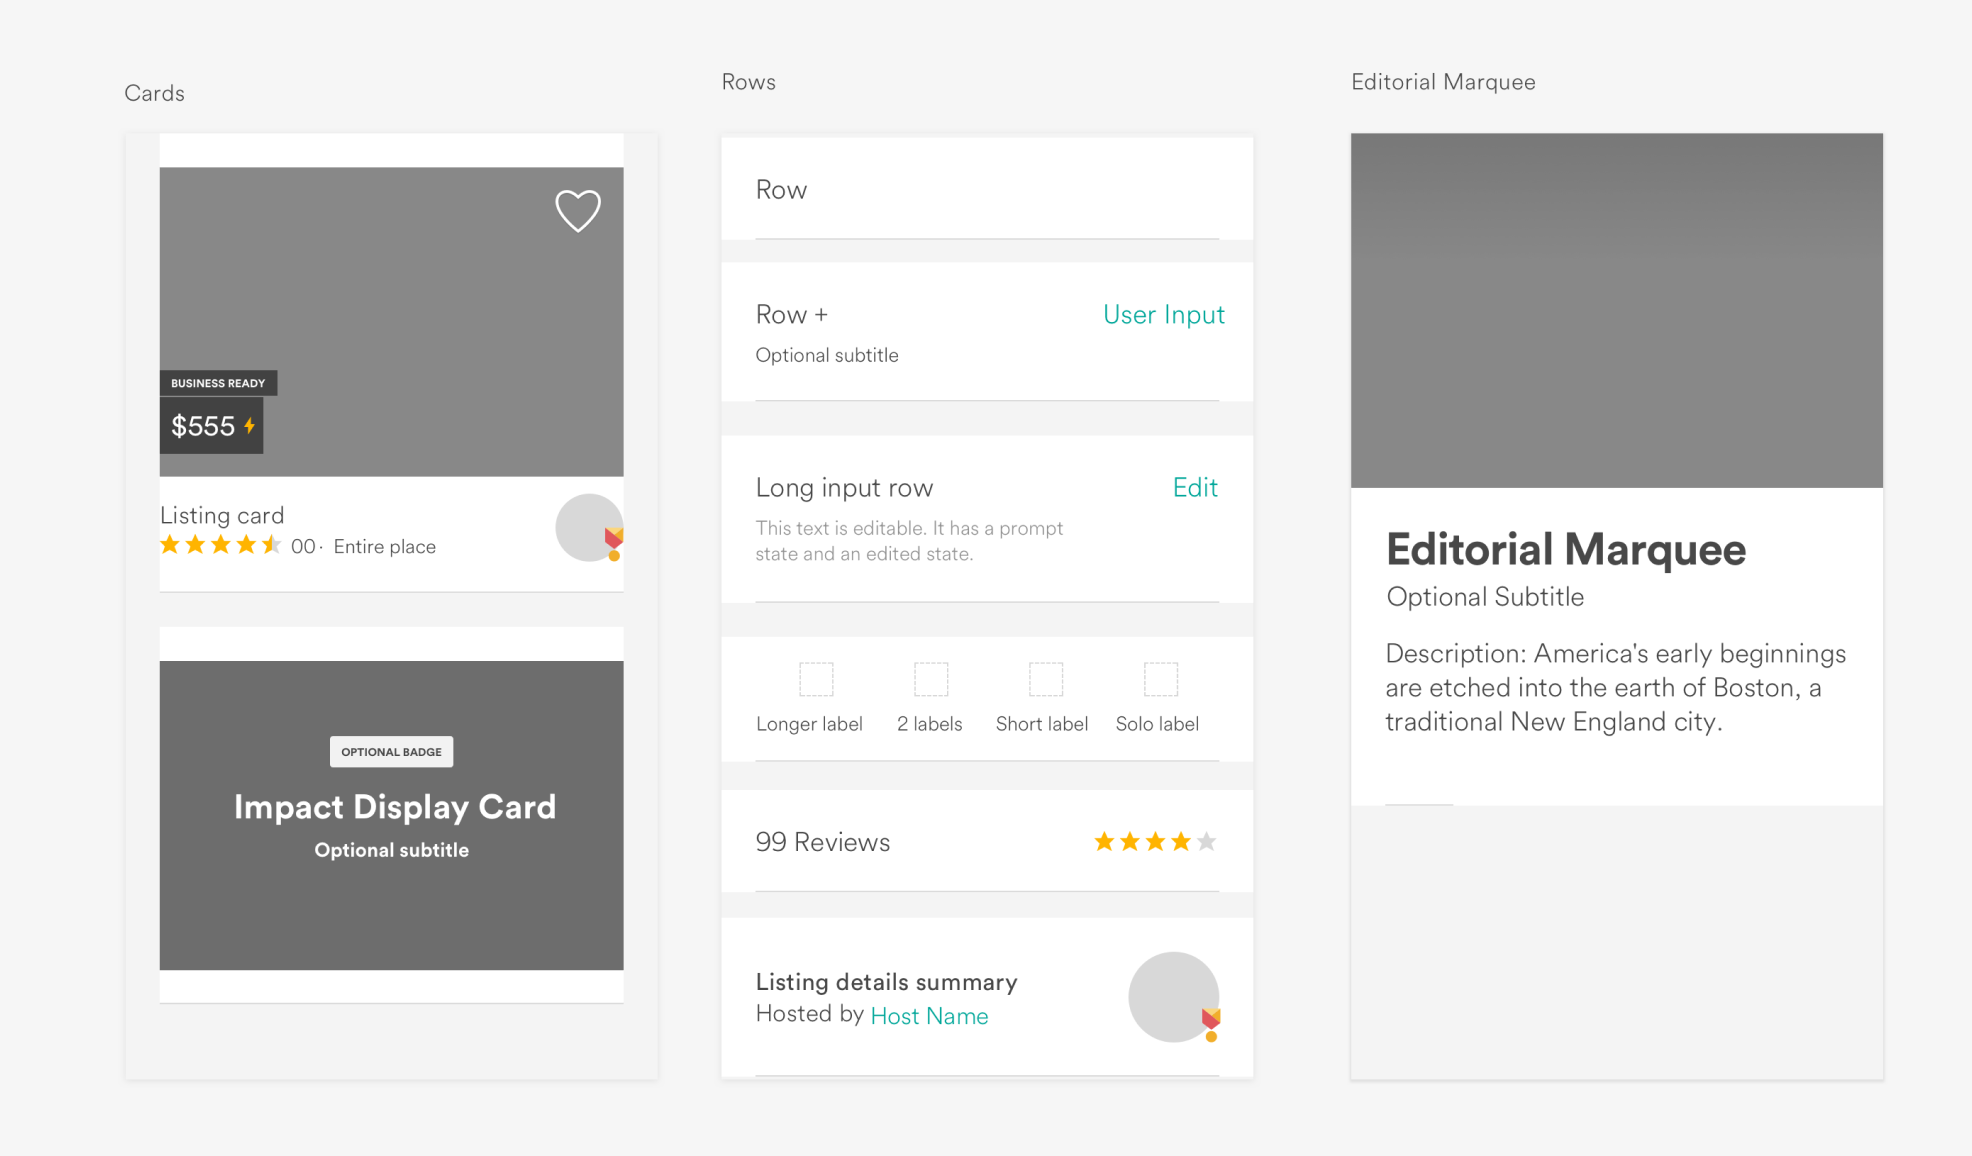 Cards
BUSINESS READY
$555
Listing card
00 · Entire place
OPTIONAL BADGE
Impact Display Card
Optional subtitle
Rows
Row
Row +
User Input
Optional subtitle
Long input row
Edit
This text is editable. It has a prompt
state and an edited state.
Longer label
2 labels
Short label
Solo label
99 Reviews
Listing details summary
Hosted by Host Name
Editorial Marquee
Editorial Marquee
Optional Subtitle
Description: America's early beginnings
are etched into the earth of Boston, a
traditional New England city.